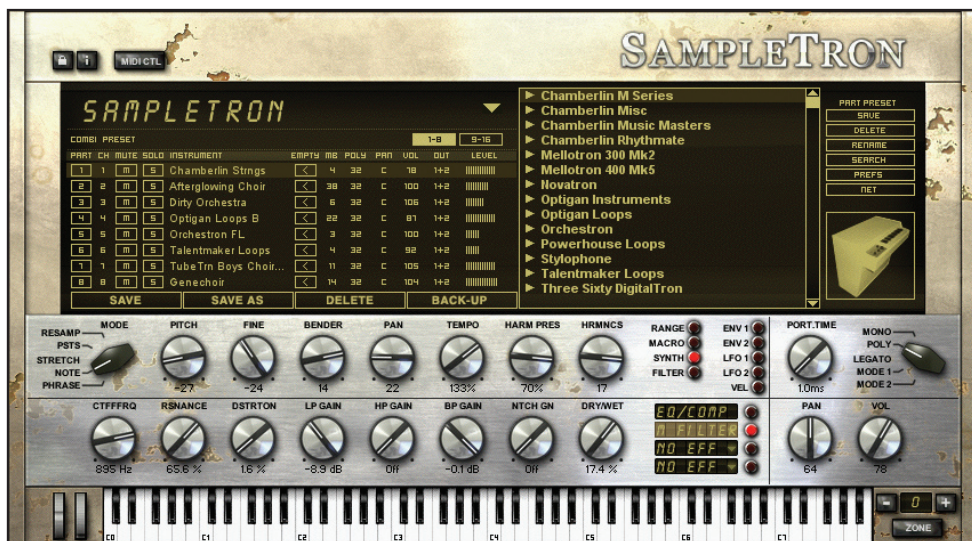 SAMPLETRON
i MIDI CTL
SAMPLETRON
COMBI PRESET 1-8 9-16
PART CH MUTE SOLO INSTRUMENT EMPTY MB POLY PAN VOL OUT LEVEL
1 1 m S Chamberlin Strngs < 4 32 C 78 1+2
2 2 m S Afterglowing Choir < 38 32 C 100 1+2
3 3 m S Dirty Orchestra < 6 32 C 106 1+2
4 4 m S Optigan Loops B < 22 32 C 87 1+2
5 5 m S Orchestron FL < 3 32 C 100 1+2
6 6 m S Talentmaker Loops < 4 32 C 92 1+2
7 7 m S TubeTrn Boys Choir... < 11 32 C 105 1+2
8 8 m S Genechoir < 14 32 C 104 1+2
SAVE SAVE AS DELETE BACK-UP
Chamberlin M Series
Chamberlin Misc
Chamberlin Music Masters
Chamberlin Rhythmate
Mellotron 300 Mk2
Mellotron 400 Mk5
Novatron
Optigan Instruments
Optigan Loops
Orchestron
Powerhouse Loops
Stylophone
Talentmaker Loops
Three Sixty DigitalTron
PART PRESET
SAVE
DELETE
RENAME
SEARCH
PREFS
NET
MODE
RESAMP
PSTS
STRETCH
NOTE
PHRASE
PITCH FINE BENDER PAN TEMPO HARM PRES HRMNCS
-27 -24 14 22 133% 70% 17
RANGE ENV 1
MACRO ENV 2
SYNTH LFO 1
FILTER LFO 2
VEL
PORT.TIME
1.0ms
MONO
POLY
LEGATO
MODE 1
MODE 2
CTFFRQ RSNANCE DSTRTON LP GAIN HP GAIN BP GAIN NTCH GN DRY/WET
895 Hz 65.6 % 1.6 % -8.9 dB Off -0.1 dB Off 17.4 %
EQ/COMP
M FILTER
NO EFF
NO EFF
PAN VOL
64 78
C0 C1 C2 C3 C4 C5 C6 C7
- 0 +
ZONE